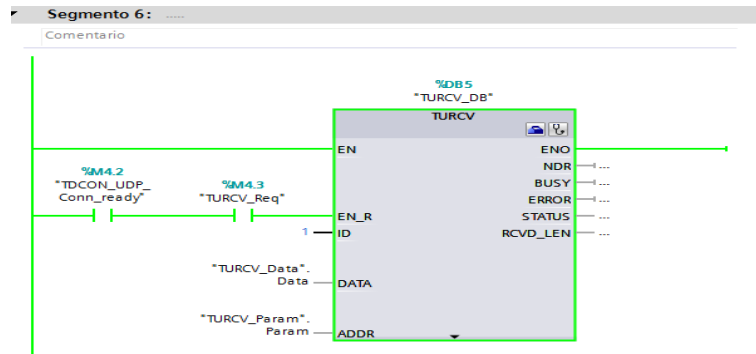 Segmento 6: .....
Comentario
%DB5
"TURCV_DB"
TURCV
EN
ENO
NDR
...
BUSY
...
ERROR
...
STATUS
...
RCVD_LEN
...
%M4.2
"TDCON_UDP_
Conn_ready"
%M4.3
"TURCV_Req"
EN_R
1
ID
"TURCV_Data".
Data
DATA
"TURCV_Param".
Param
ADDR